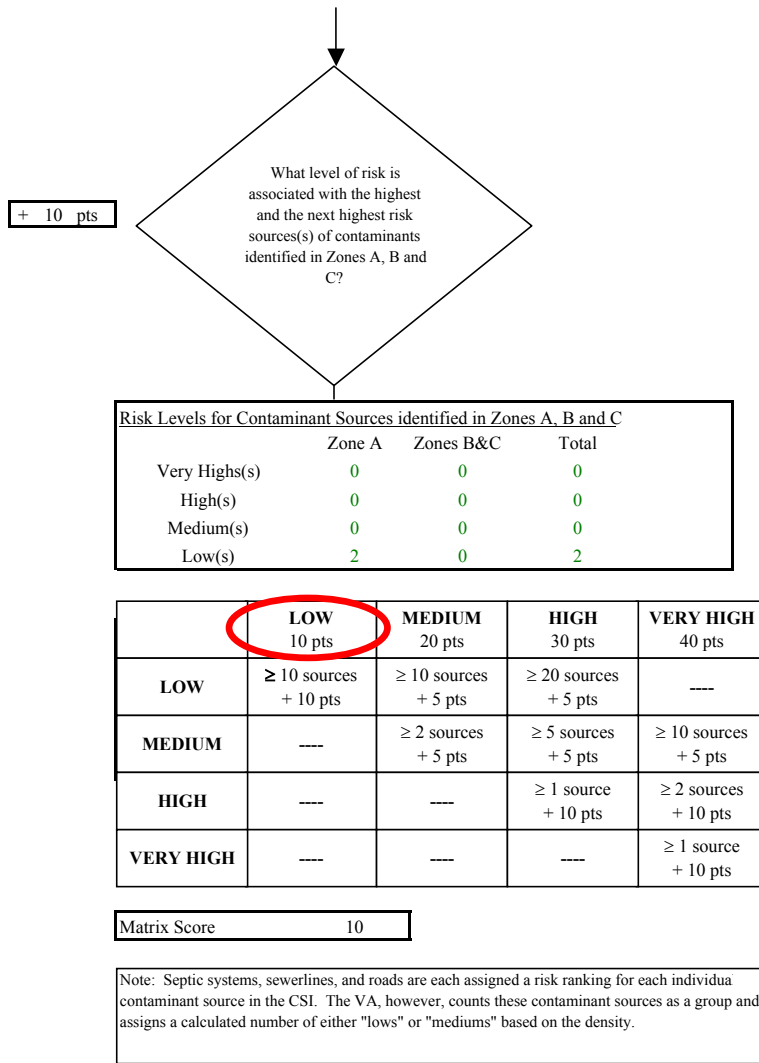 What level of risk is
associated with the highest
and the next highest risk
sources(s) of contaminants
identified in Zones A, B and
C?
+ 10 pts
Risk Levels for Contaminant Sources identified in Zones A, B and C
Zone A Zones B&C Total
Very Highs(s) 0 0 0
High(s) 0 0 0
Medium(s) 0 0 0
Low(s) 2 0 2
LOW MEDIUM HIGH VERY HIGH
10 pts 20 pts 30 pts 40 pts
LOW ≥ 10 sources + 10 pts ≥ 10 sources + 5 pts ≥ 20 sources + 5 pts ----
MEDIUM ---- ≥ 2 sources + 5 pts ≥ 5 sources + 5 pts ≥ 10 sources + 5 pts
HIGH ---- ---- ≥ 1 source + 10 pts ≥ 2 sources + 10 pts
VERY HIGH ---- ---- ---- ≥ 1 source + 10 pts
Matrix Score 10
Note: Septic systems, sewerlines, and roads are each assigned a risk ranking for each individua
contaminant source in the CSI. The VA, however, counts these contaminant sources as a group and
assigns a calculated number of either "lows" or "mediums" based on the density.